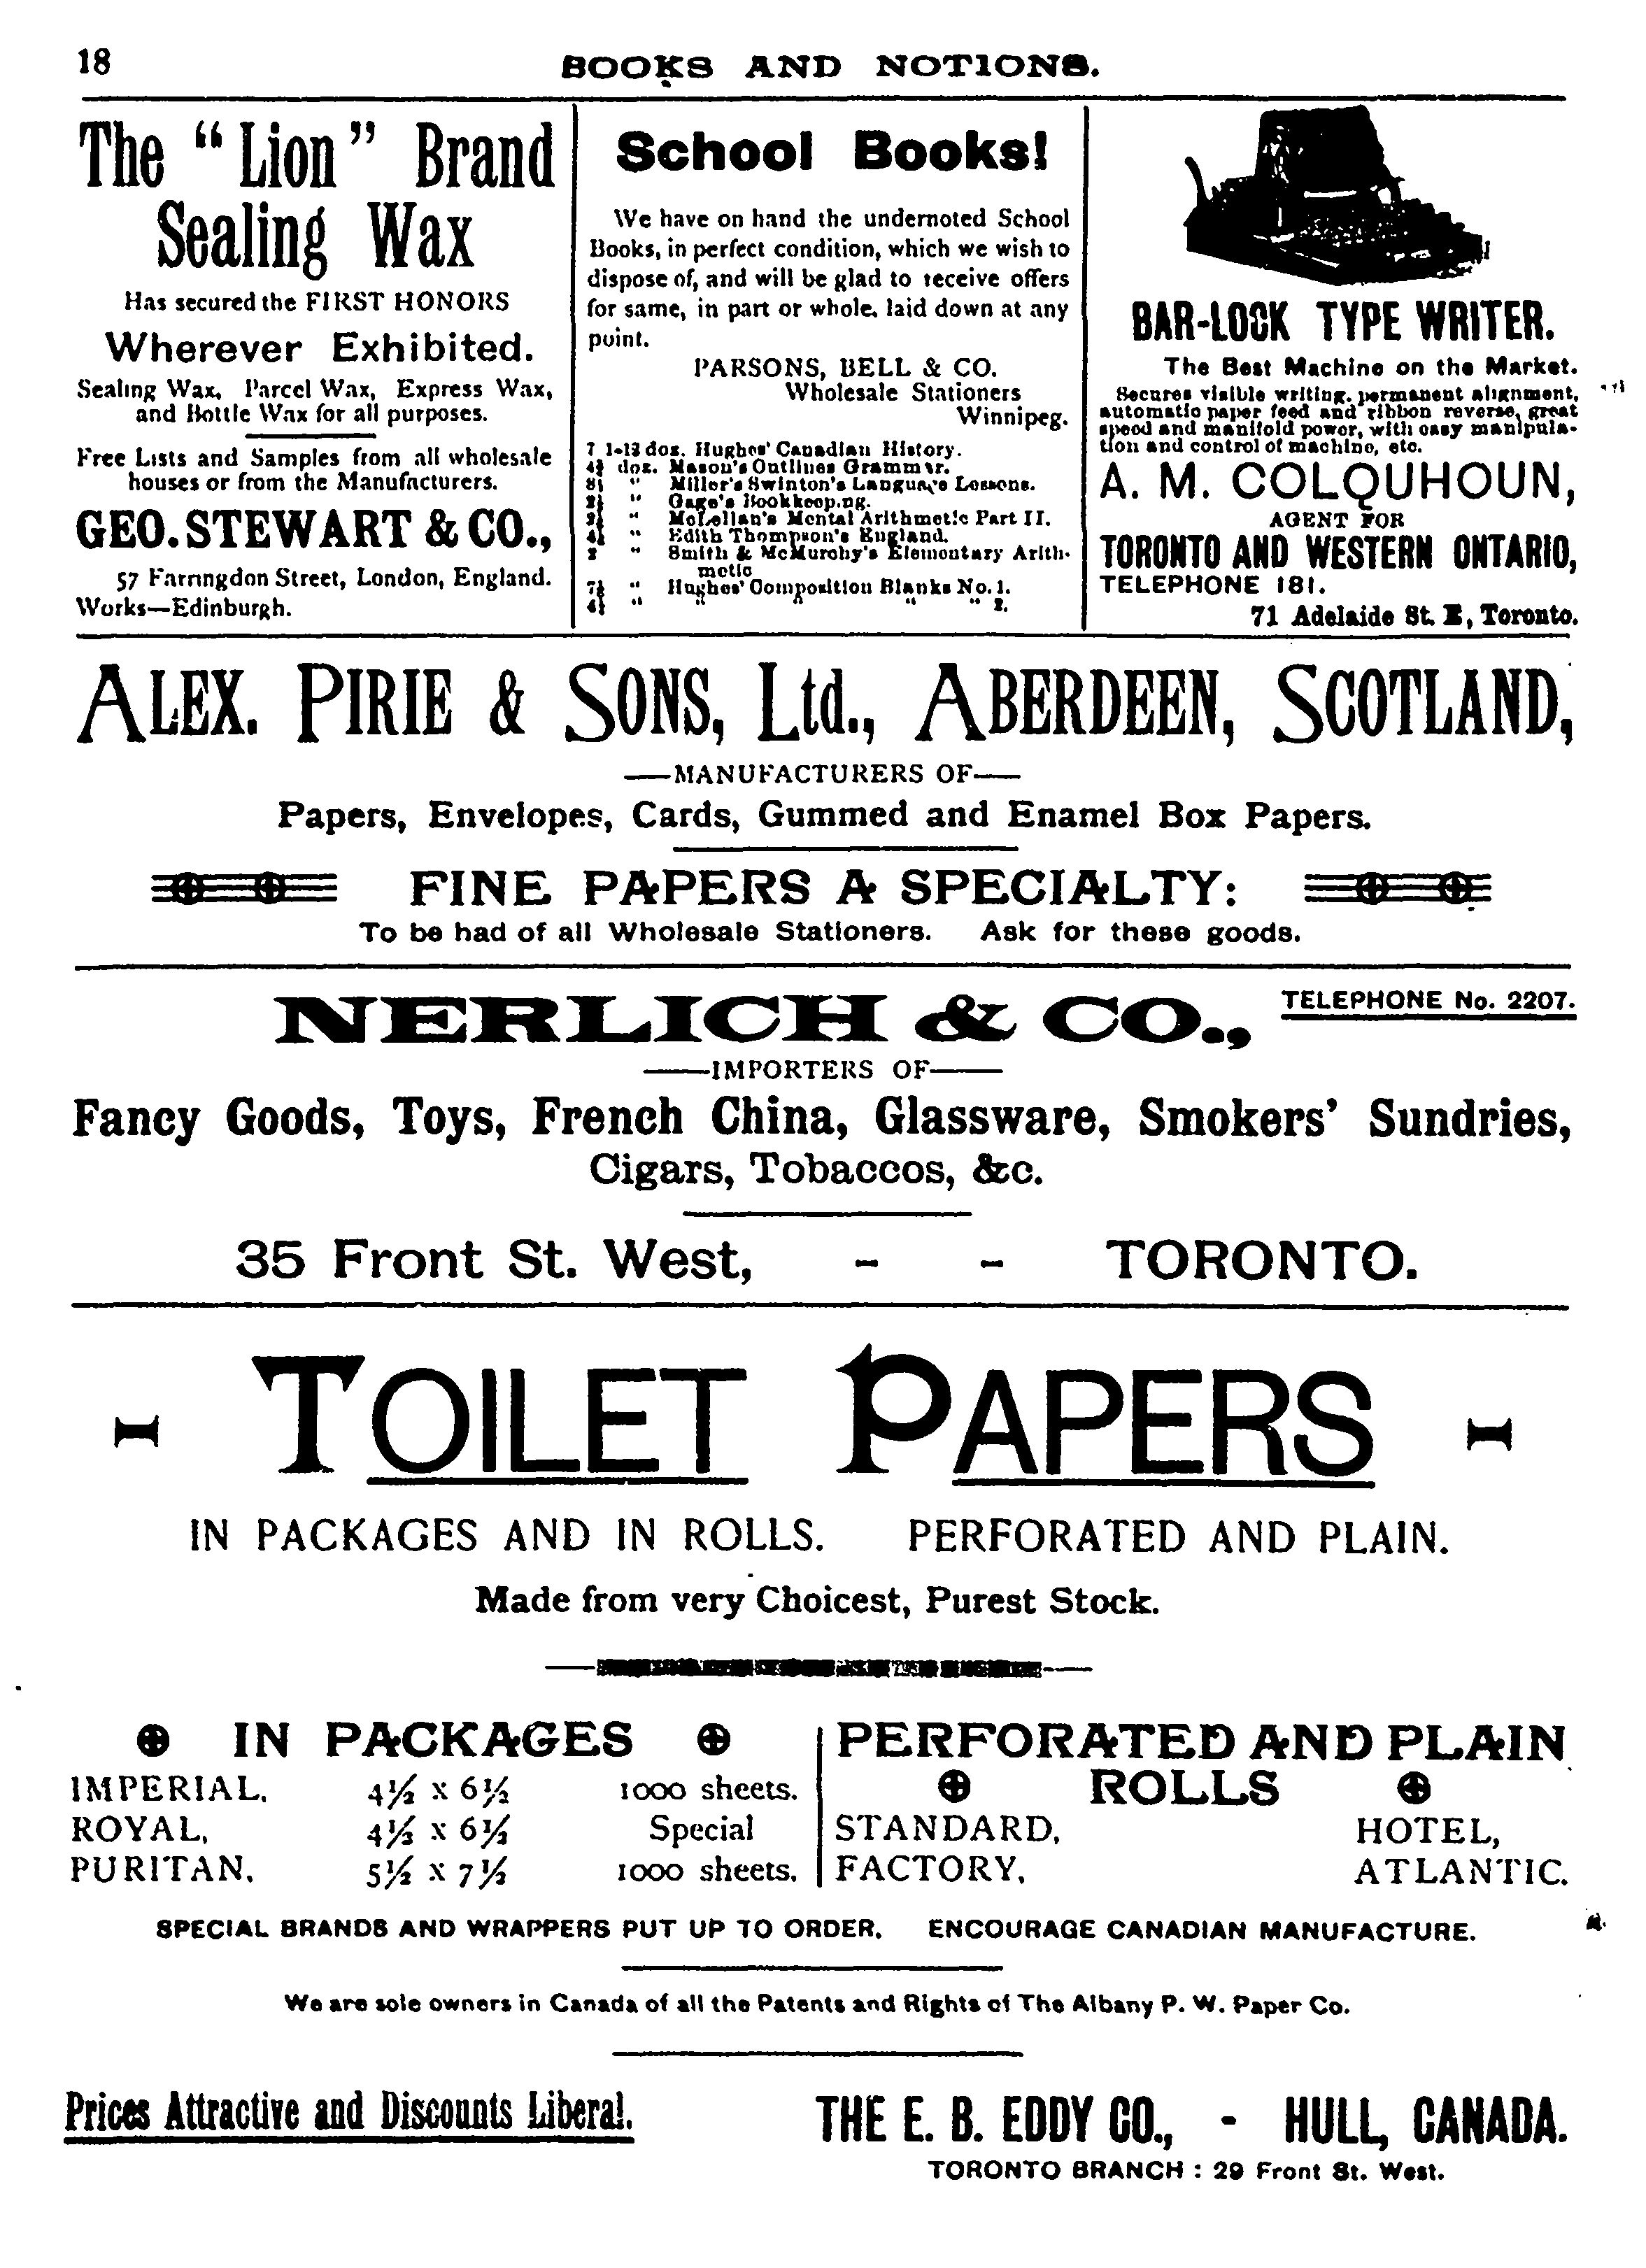 18
BOOKS AND NOTIONS.
The "Lion" Brand
Sealing Wax
Has secured the FIRST HONORS
Wherever Exhibited.
Sealing Wax, Parcel Wax, Express Wax,
and Bottle Wax for all purposes.
Free Lists and Samples from all wholesale
houses or from the Manufacturers.
GEO. STEWART & CO.,
57 Farringdon Street, London, England.
Works—Edinburgh.
School Books!
We have on hand the undernoted School
Books, in perfect condition, which we wish to
dispose of, and will be glad to receive offers
for same, in part or whole, laid down at any
point.
PARSONS, BELL & CO.
Wholesale Stationers
Winnipeg.
7 1-12 doz. Hughes' Canadian History.
doz. Mason's Outlines Grammar.
" Miller's Swinton's Language Lessons.
" Gage's Bookkeeping.
" McLellan's Mental Arithmetic Part II.
" Edith Thompson's England.
" Smith & McMurchy's Elementary Arith-
metic
" Hughes' Composition Blanks No. 1.
" " " " " 2.
BAR-LOCK TYPE WRITER.
The Best Machine on the Market.
Secures visible writing, permanent alignment,
automatic paper feed and ribbon reverse, great
speed and manifold power, with easy manipula-
tion and control of machine, etc.
A. M. COLQUHOUN,
AGENT FOR
TORONTO AND WESTERN ONTARIO,
TELEPHONE 181.
71 Adelaide St. E, Toronto.
ALEX. PIRIE & SONS, Ltd., ABERDEEN, SCOTLAND,
—MANUFACTURERS OF—
Papers, Envelopes, Cards, Gummed and Enamel Box Papers.
FINE PAPERS A SPECIALTY:
To be had of all Wholesale Stationers. Ask for these goods.
NERLICH & CO.,
TELEPHONE No. 2207.
—IMPORTERS OF—
Fancy Goods, Toys, French China, Glassware, Smokers' Sundries,
Cigars, Tobaccos, &c.
35 Front St. West, - - TORONTO.
TOILET PAPERS
IN PACKAGES AND IN ROLLS. PERFORATED AND PLAIN.
Made from very Choicest, Purest Stock.
IN PACKAGES
IMPERIAL, 4½ x 6½ 1000 sheets.
ROYAL, 4½ x 6½ Special
PURITAN, 5½ x 7½ 1000 sheets.
PERFORATED AND PLAIN
ROLLS
STANDARD, HOTEL,
FACTORY, ATLANTIC.
SPECIAL BRANDS AND WRAPPERS PUT UP TO ORDER. ENCOURAGE CANADIAN MANUFACTURE.
We are sole owners in Canada of all the Patents and Rights of The Albany P. W. Paper Co.
Prices Attractive and Discounts Liberal.
THE E. B. EDDY CO., - HULL, CANADA.
TORONTO BRANCH : 29 Front St. West.